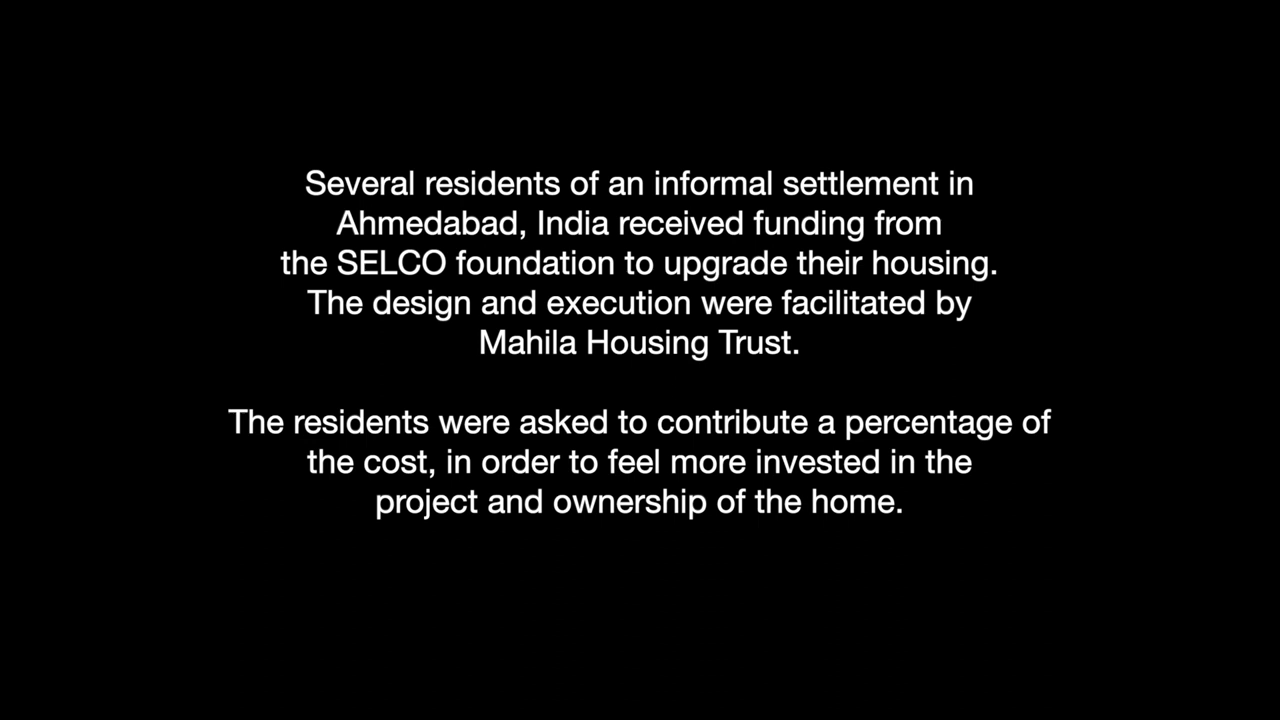 Several residents of an informal settlement in
Ahmedabad, India received funding from
the SELCO foundation to upgrade their housing.
The design and execution were facilitated by
Mahila Housing Trust.
The residents were asked to contribute a percentage of
the cost, in order to feel more invested in the
project and ownership of the home.